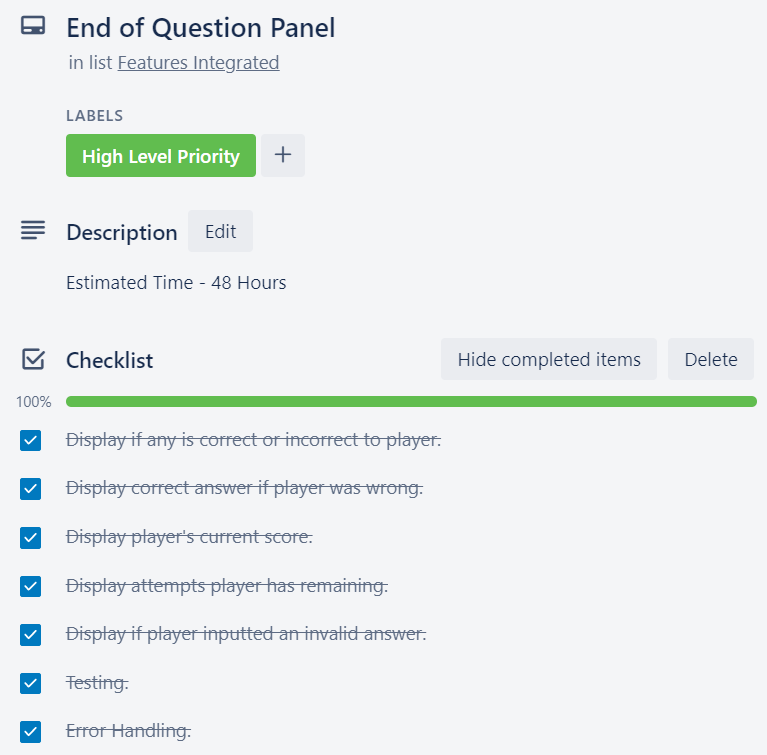 End of Question Panel
in list Features Integrated
LABELS
High Level Priority +
Description Edit
Estimated Time - 48 Hours
Checklist Hide completed items Delete
100%
Display if any is correct or incorrect to player.
Display correct answer if player was wrong.
Display player's current score.
Display attempts player has remaining.
Display if player inputted an invalid answer.
Testing.
Error Handling.